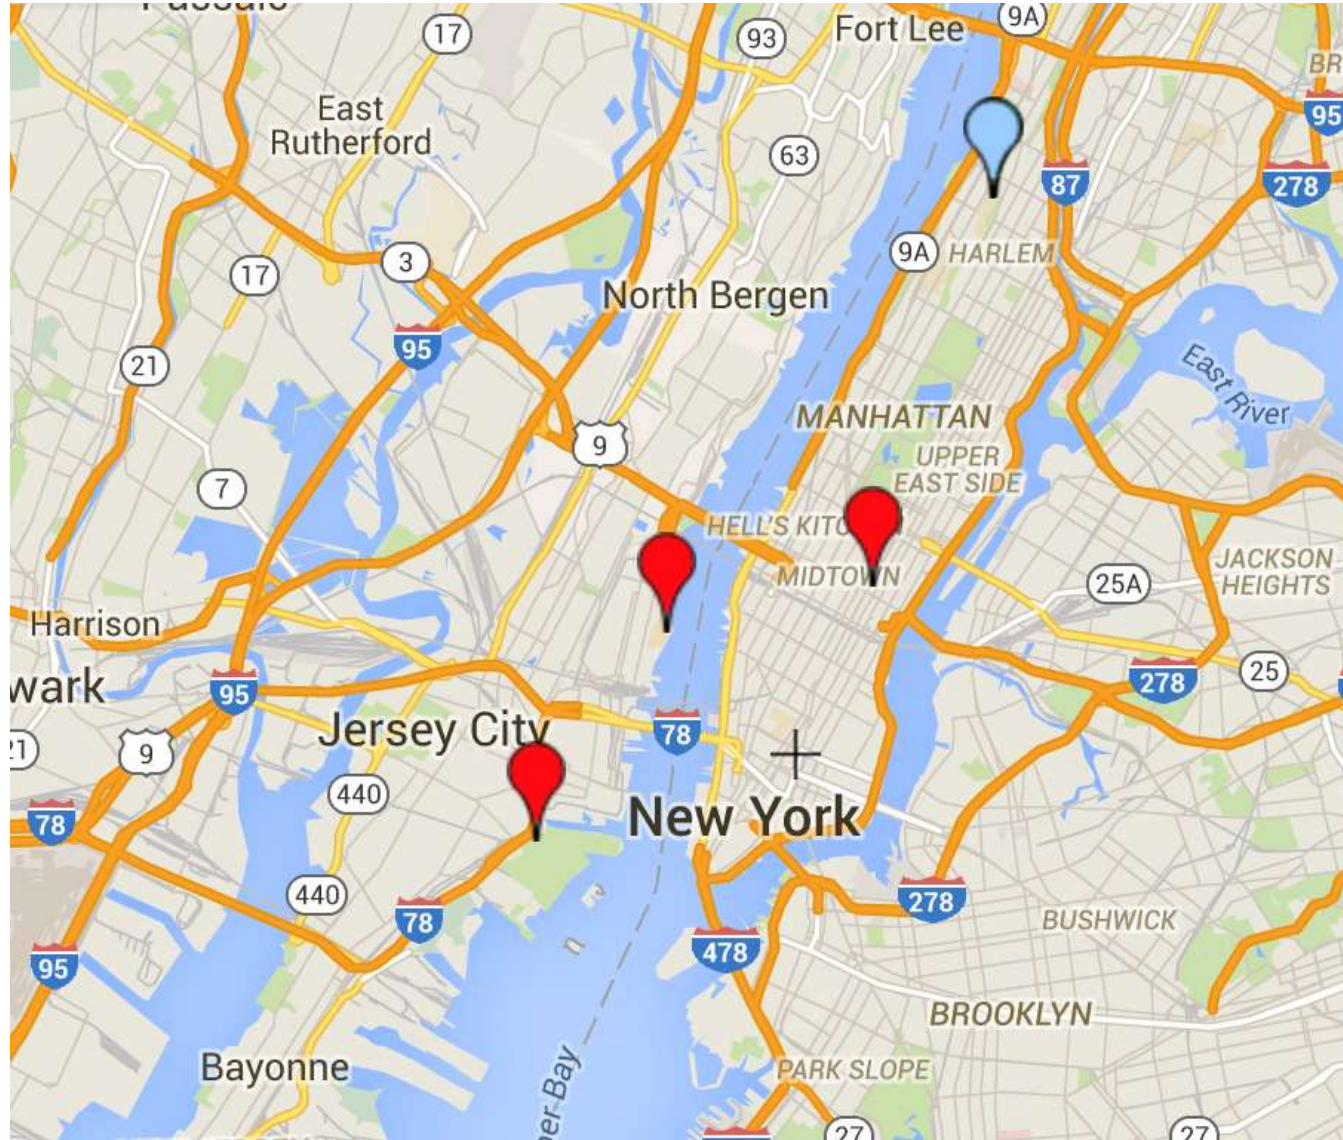 17
93
Fort Lee
9A
95
East
Rutherford
63
87
278
17
3
9A
HARLEM
North Bergen
95
21
East River
9
MANHATTAN
UPPER
EAST SIDE
7
HELL'S
MIDTOWN
25A
JACKSON
HEIGHTS
Harrison
95
278
25
Jersey City
78
9
440
New York
78
440
78
278
BUSHWICK
95
478
BROOKLYN
Bayonne
PARK SLOPE
27
27